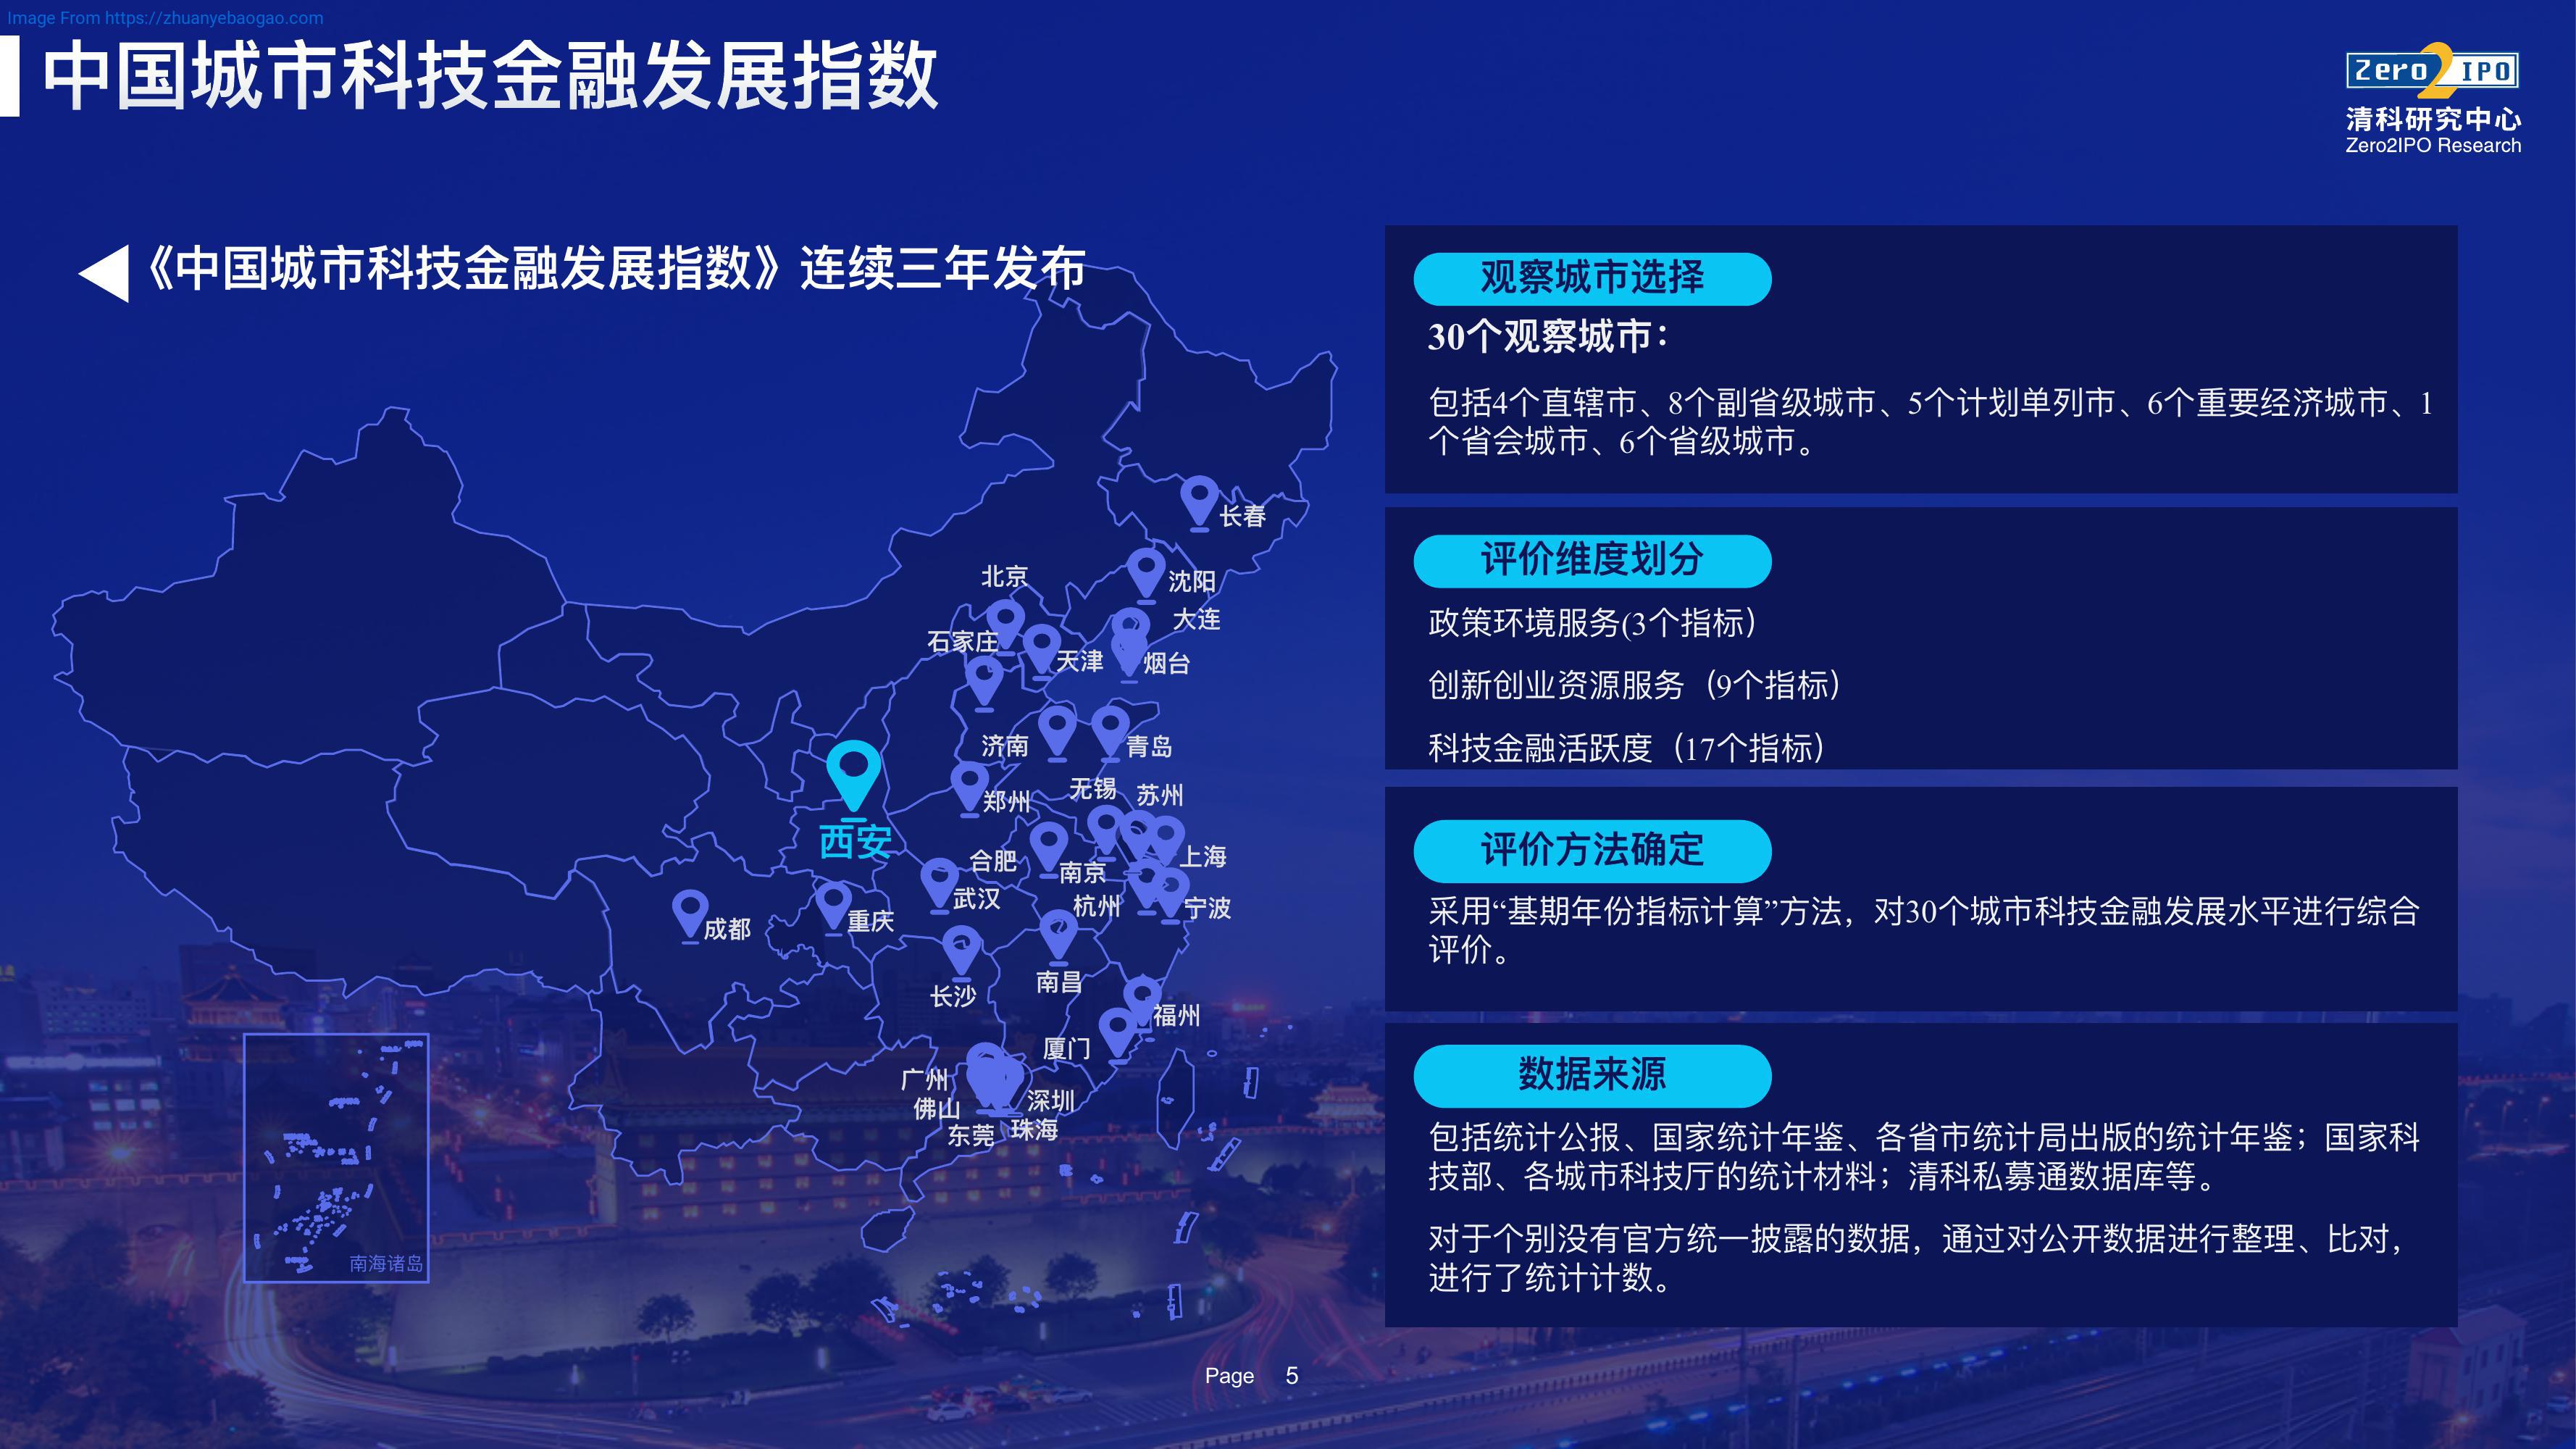 Image From https://zhuanyebaogao.com
中国城市科技金融发展指数
Zero2IPO
清科研究中心
Zero2IPO Research
《中国城市科技金融发展指数》连续三年发布
长春
沈阳
北京
大连
石家庄
天津
烟台
济南
青岛
郑州
无锡
苏州
西安
合肥
南京
上海
武汉
杭州
宁波
成都
重庆
长沙
南昌
福州
厦门
广州
佛山
深圳
东莞
珠海
南海诸岛
观察城市选择
30个观察城市：
包括4个直辖市、8个副省级城市、5个计划单列市、6个重要经济城市、1
个省会城市、6个省级城市。
评价维度划分
政策环境服务(3个指标）
创新创业资源服务（9个指标）
科技金融活跃度（17个指标）
评价方法确定
采用“基期年份指标计算”方法，对30个城市科技金融发展水平进行综合
评价。
数据来源
包括统计公报、国家统计年鉴、各省市统计局出版的统计年鉴；国家科
技部、各城市科技厅的统计材料；清科私募通数据库等。
对于个别没有官方统一披露的数据，通过对公开数据进行整理、比对，
进行了统计计数。
Page 5